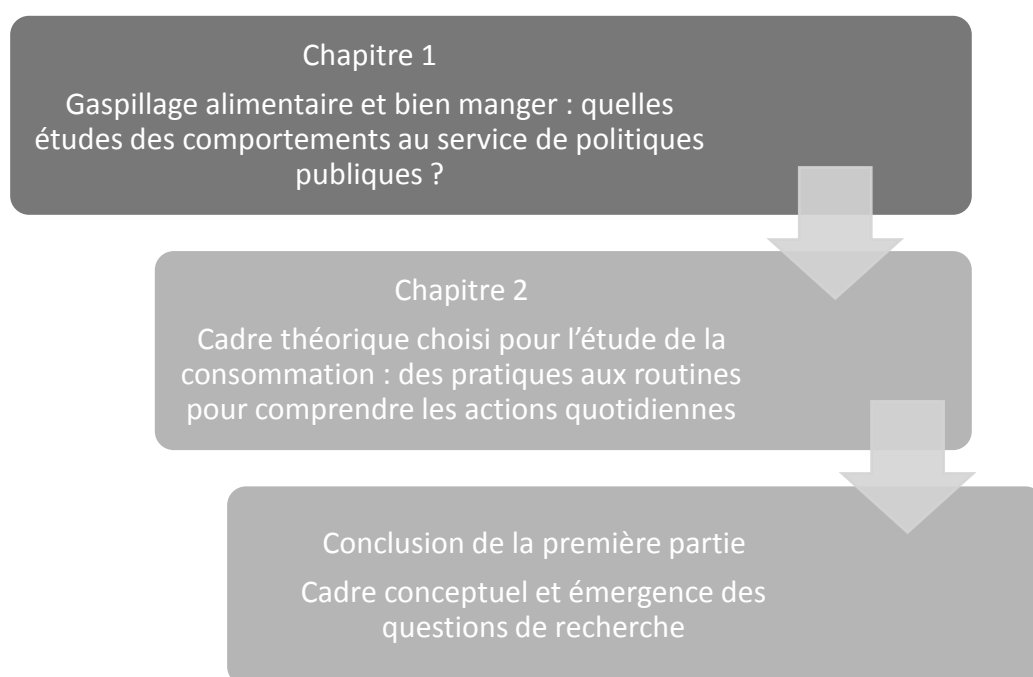 Chapitre 1
Gaspillage alimentaire et bien manger : quelles
études des comportements au service de politiques
publiques ?
Chapitre 2
Cadre théorique choisi pour l’étude de la
consommation : des pratiques aux routines
pour comprendre les actions quotidiennes
Conclusion de la première partie
Cadre conceptuel et émergence des
questions de recherche